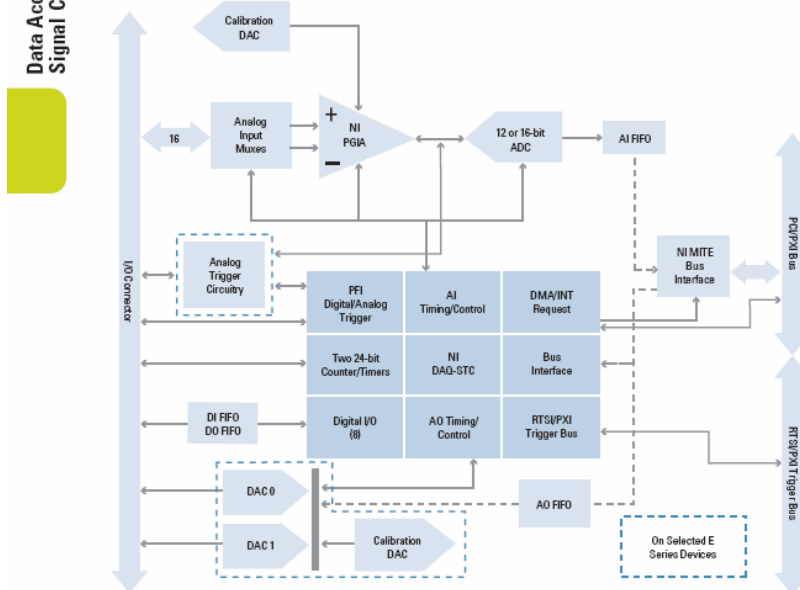 Data Acc
Signal C
Calibration
DAC
16
Analog
Input
Muxes
+
NI
PGIA
–
12 or 16-bit
ADC
AI FIFO
I/O Connector
PCI/PXI Bus
Analog
Trigger
Circuitry
NI MITE
Bus
Interface
PFI
Digital/Analog
Trigger
AI
Timing/Control
DMA/INT
Request
Two 24-bit
Counter/Timers
NI
DAQ-STC
Bus
Interface
DI FIFO
DO FIFO
Digital I/O
(8)
AO Timing/
Control
RTSI/PXI
Trigger Bus
RTSI/PXI Trigger Bus
DAC 0
AO FIFO
DAC 1
Calibration
DAC
On Selected E
Series Devices